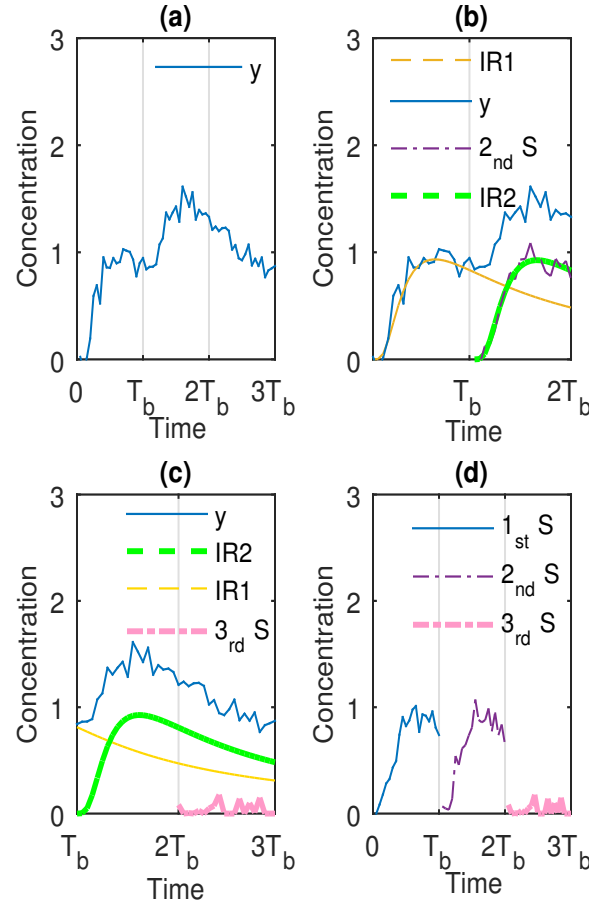 (a)
3
2
1
0
Concentration
y
0 T_b 2T_b 3T_b
Time
(b)
3
2
1
0
Concentration
IR1
y
2_nd S
IR2
T_b 2T_b
Time
(c)
3
2
1
0
Concentration
y
IR2
IR1
3_rd S
T_b 2T_b 3T_b
Time
(d)
3
2
1
0
Concentration
1_st S
2_nd S
3_rd S
0 T_b 2T_b 3T_b
Time